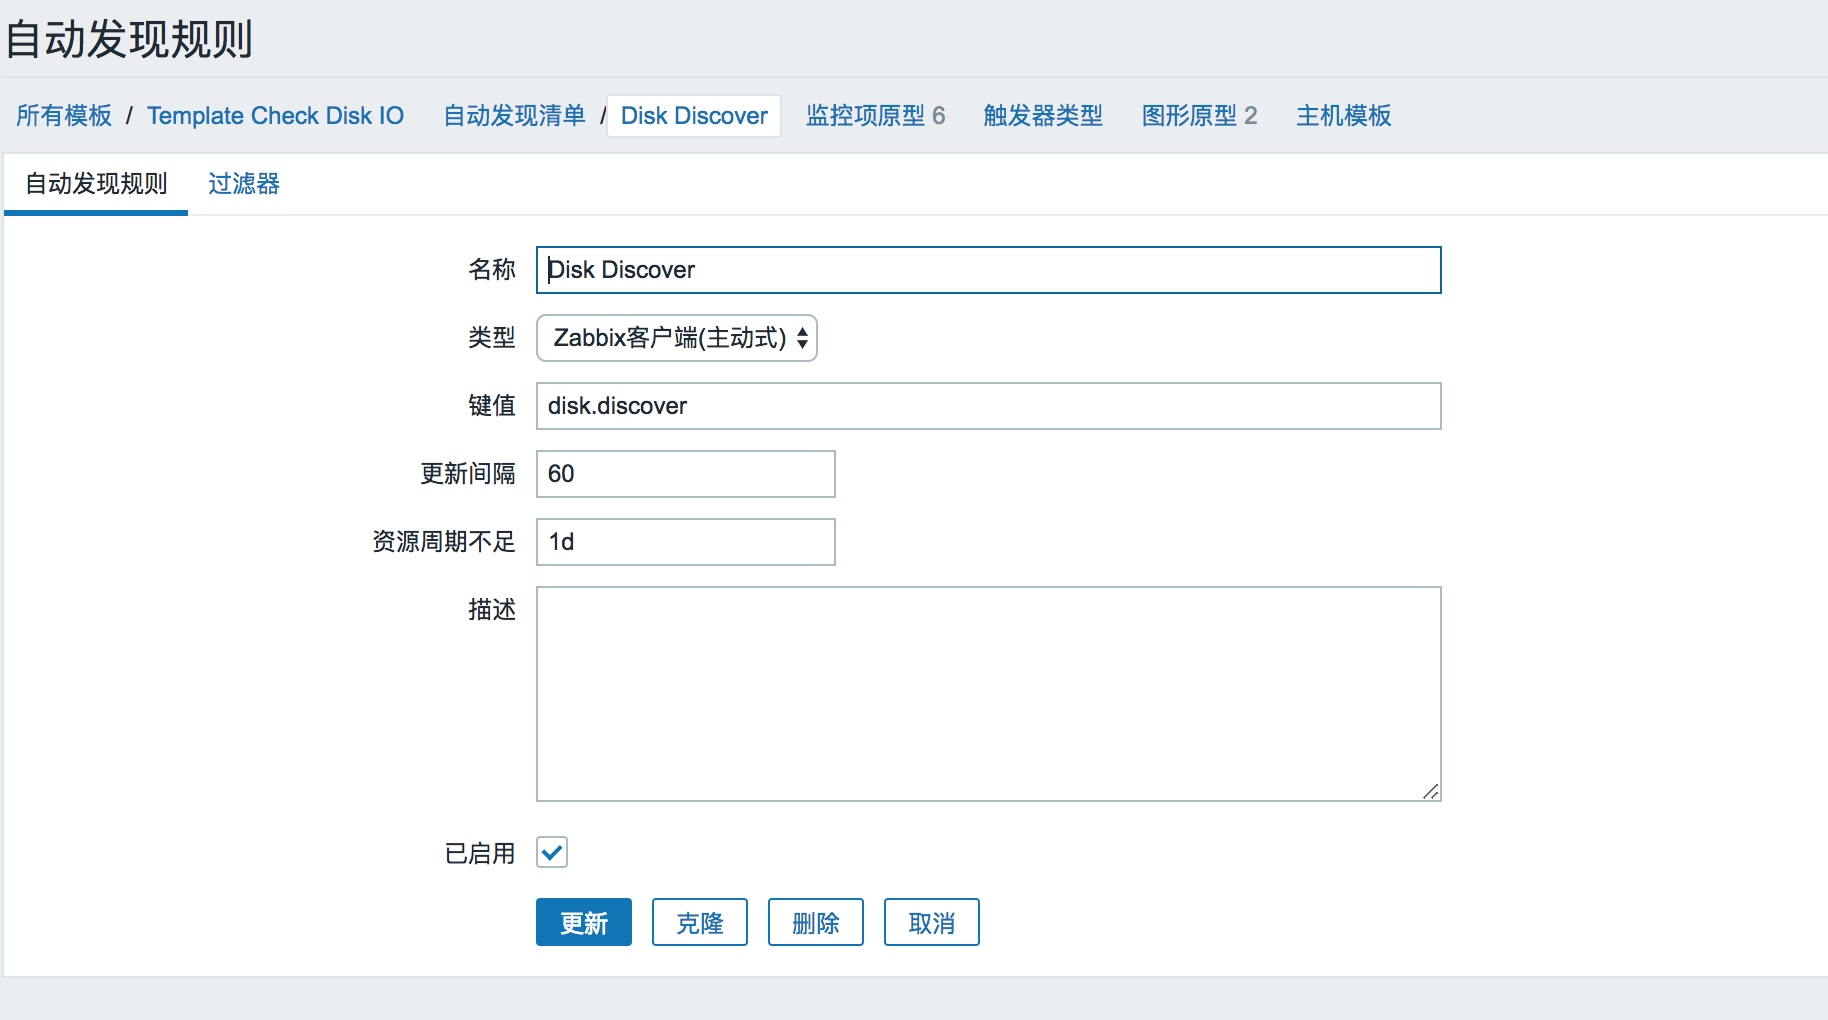 自动发现规则
所有模板 / Template Check Disk IO 自动发现清单 / Disk Discover 监控项原型 6 触发器类型 图形原型 2 主机模板
自动发现规则 过滤器
名称 Disk Discover
类型 Zabbix客户端(主动式)
键值 disk.discover
更新间隔 60
资源周期不足 1d
描述
已启用
更新 克隆 删除 取消